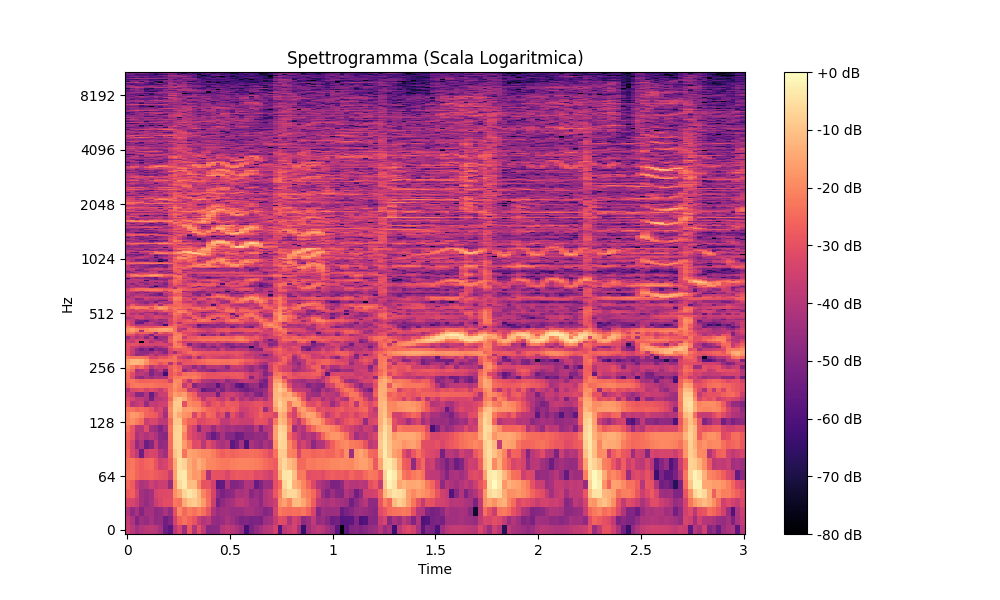 Spettrogramma (Scala Logaritmica)
Hz
8192
4096
2048
1024
512
256
128
64
0
0 0.5 1 1.5 2 2.5 3
Time
+0 dB
-10 dB
-20 dB
-30 dB
-40 dB
-50 dB
-60 dB
-70 dB
-80 dB